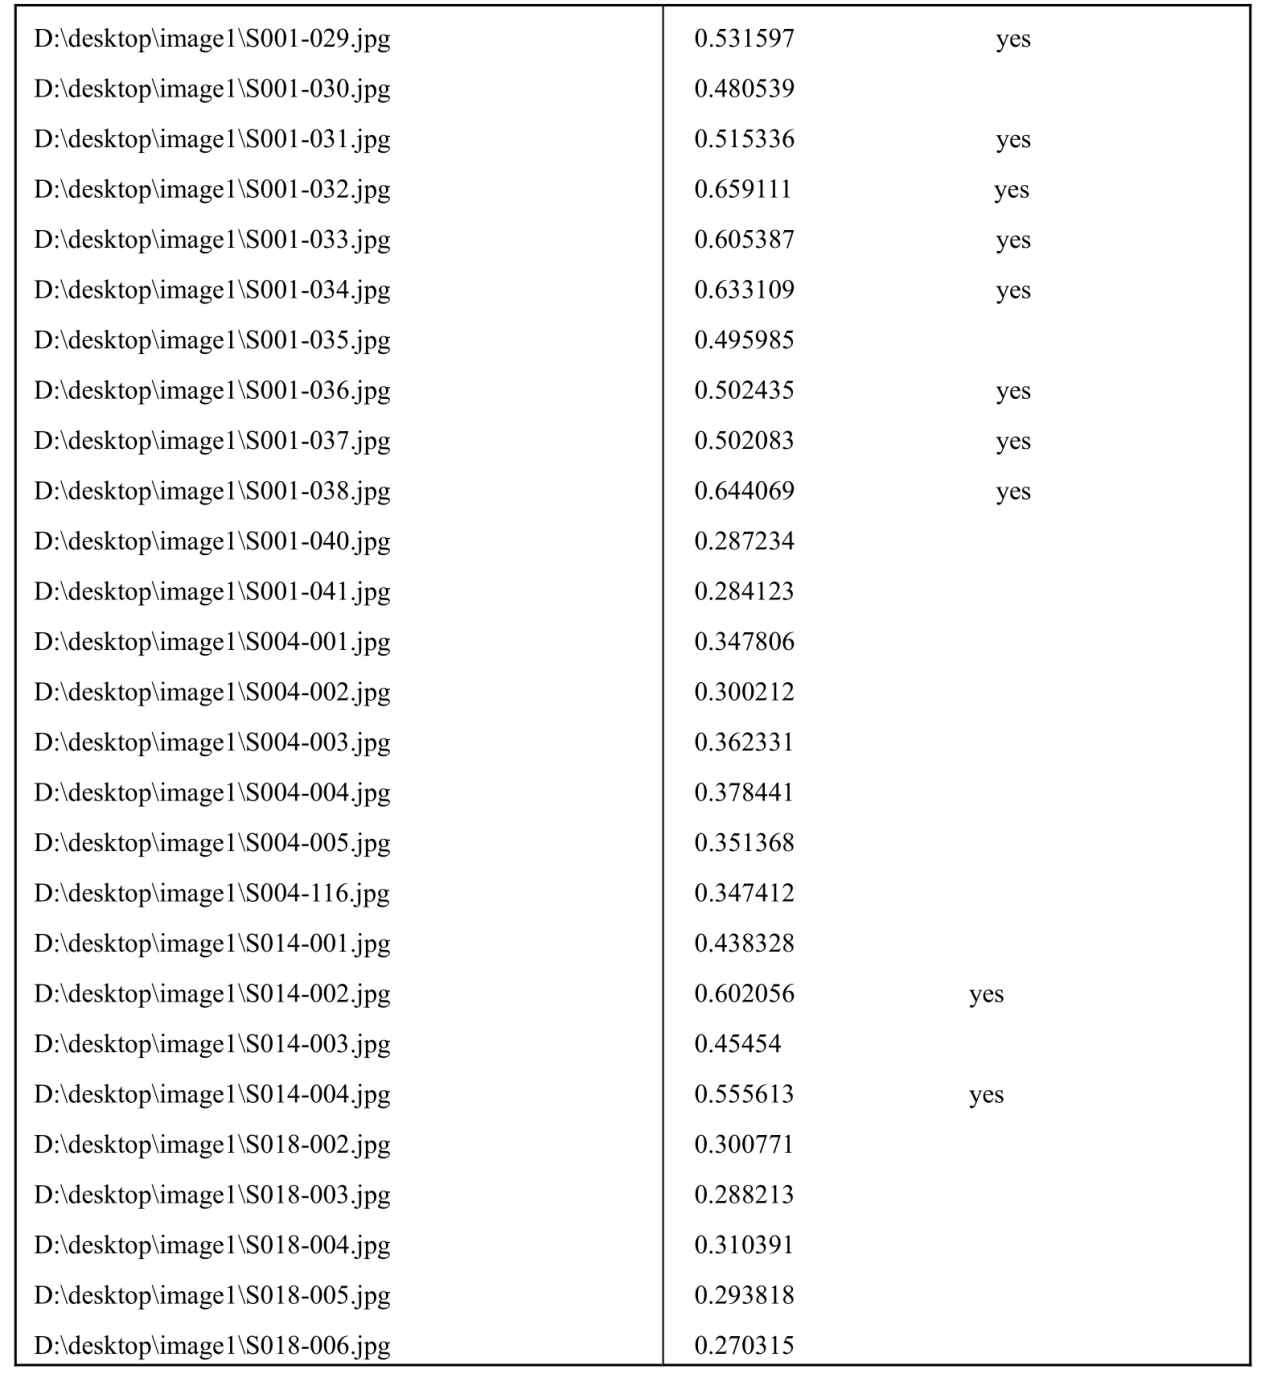 D:\desktop\image1\S001-029.jpg 0.531597 yes
D:\desktop\image1\S001-030.jpg 0.480539
D:\desktop\image1\S001-031.jpg 0.515336 yes
D:\desktop\image1\S001-032.jpg 0.659111 yes
D:\desktop\image1\S001-033.jpg 0.605387 yes
D:\desktop\image1\S001-034.jpg 0.633109 yes
D:\desktop\image1\S001-035.jpg 0.495985
D:\desktop\image1\S001-036.jpg 0.502435 yes
D:\desktop\image1\S001-037.jpg 0.502083 yes
D:\desktop\image1\S001-038.jpg 0.644069 yes
D:\desktop\image1\S001-040.jpg 0.287234
D:\desktop\image1\S001-041.jpg 0.284123
D:\desktop\image1\S004-001.jpg 0.347806
D:\desktop\image1\S004-002.jpg 0.300212
D:\desktop\image1\S004-003.jpg 0.362331
D:\desktop\image1\S004-004.jpg 0.378441
D:\desktop\image1\S004-005.jpg 0.351368
D:\desktop\image1\S004-116.jpg 0.347412
D:\desktop\image1\S014-001.jpg 0.438328
D:\desktop\image1\S014-002.jpg 0.602056 yes
D:\desktop\image1\S014-003.jpg 0.45454
D:\desktop\image1\S014-004.jpg 0.555613 yes
D:\desktop\image1\S018-002.jpg 0.300771
D:\desktop\image1\S018-003.jpg 0.288213
D:\desktop\image1\S018-004.jpg 0.310391
D:\desktop\image1\S018-005.jpg 0.293818
D:\desktop\image1\S018-006.jpg 0.270315